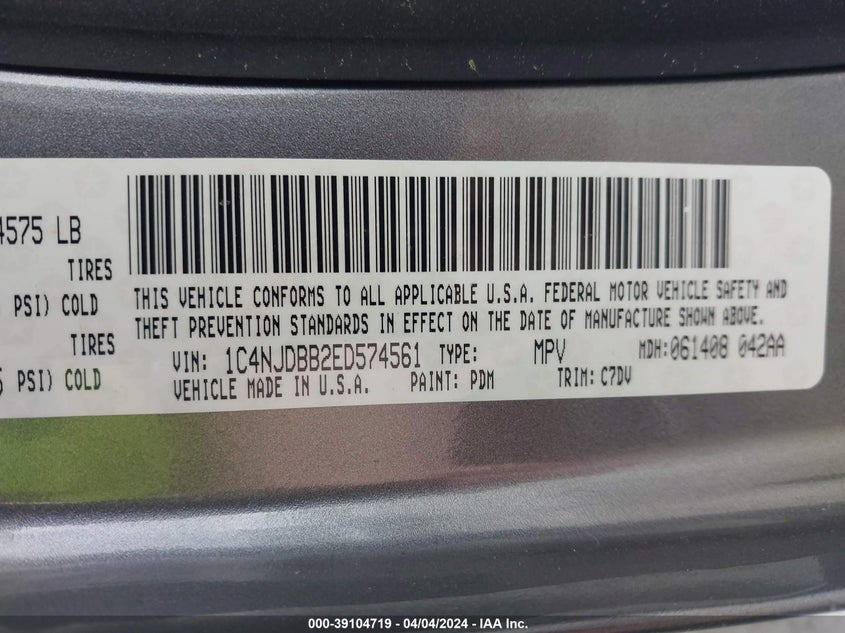 4575 LB
TIRES
PSI) COLD
TIRES
PSI) COLD
THIS VEHICLE CONFORMS TO ALL APPLICABLE U.S.A. FEDERAL MOTOR VEHICLE SAFETY AND
THEFT PREVENTION STANDARDS IN EFFECT ON THE DATE OF MANUFACTURE SHOWN ABOVE.
VIN: 1C4NJDBB2ED574561 TYPE: MPV MDH:061408 042AA
VEHICLE MADE IN U.S.A. PAINT: PDM TRIM: C7DV
000-39104719 - 04/04/2024 - IAA Inc.